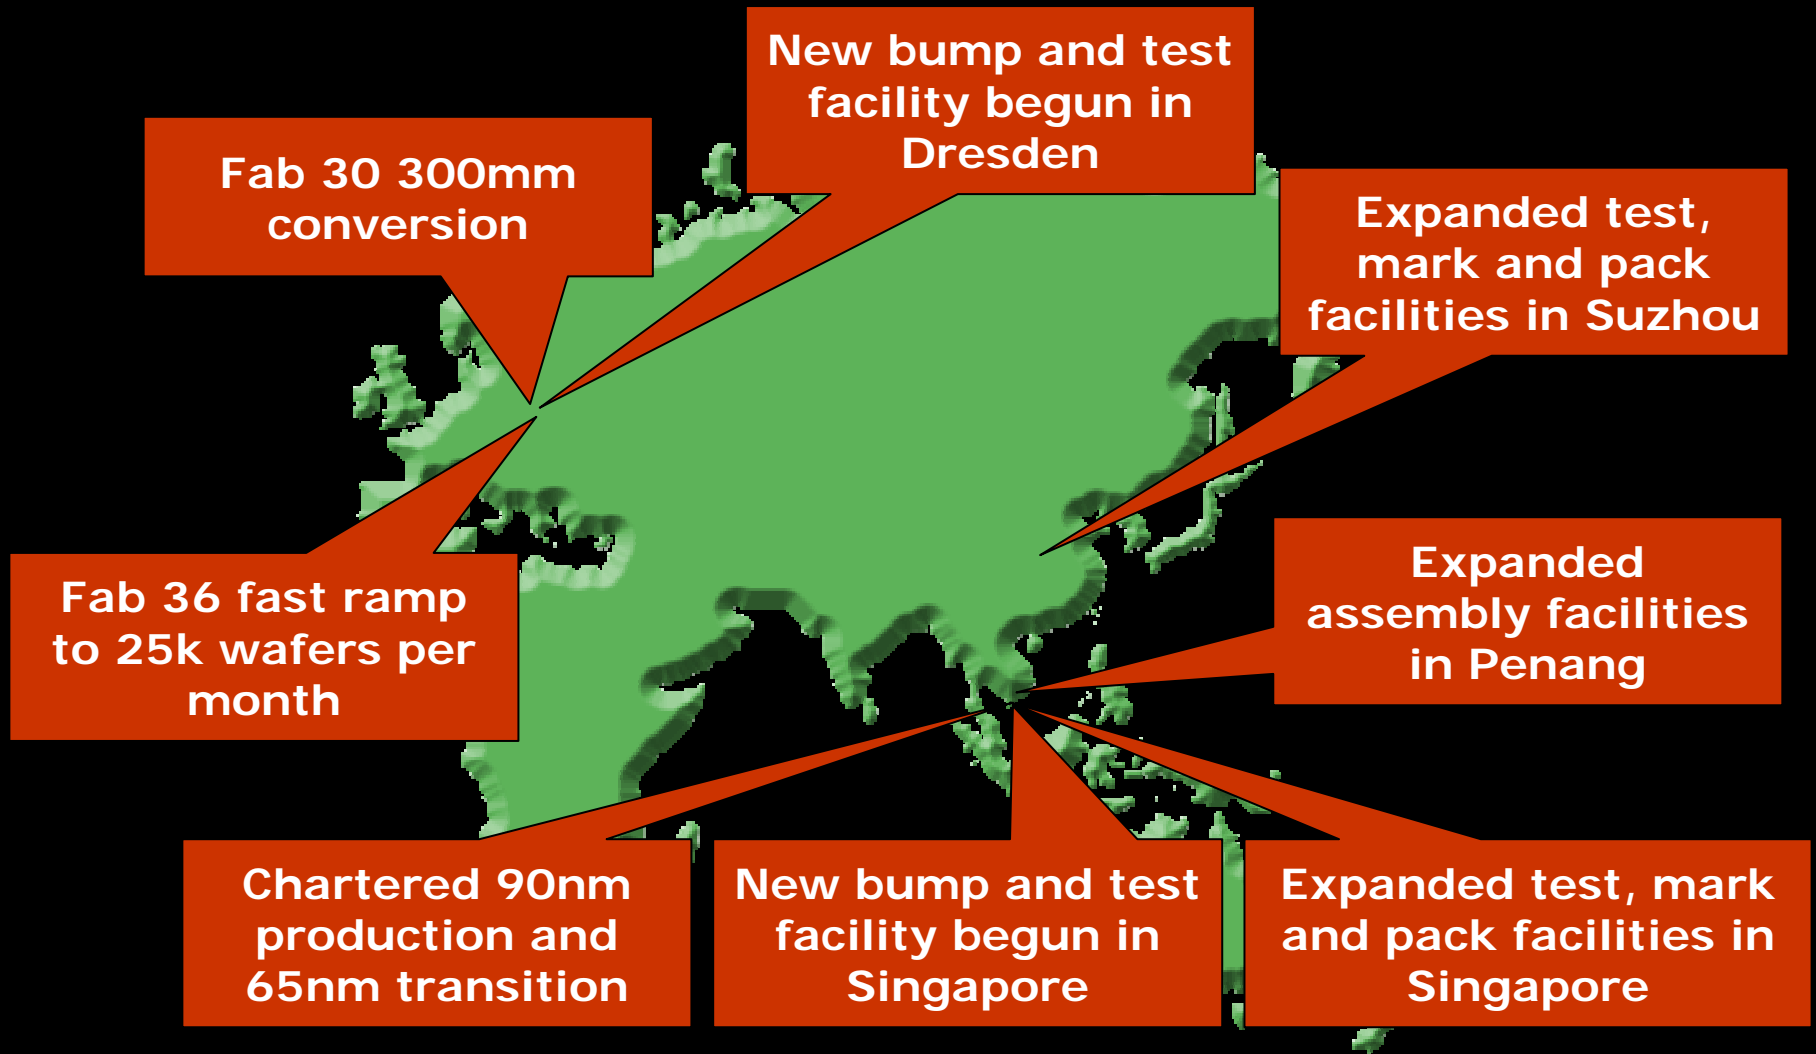 New bump and test
facility begun in
Dresden
Fab 30 300mm
conversion
Expanded test,
mark and pack
facilities in Suzhou
Fab 36 fast ramp
to 25k wafers per
month
Expanded
assembly facilities
in Penang
Chartered 90nm
production and
65nm transition
New bump and test
facility begun in
Singapore
Expanded test, mark
and pack facilities in
Singapore